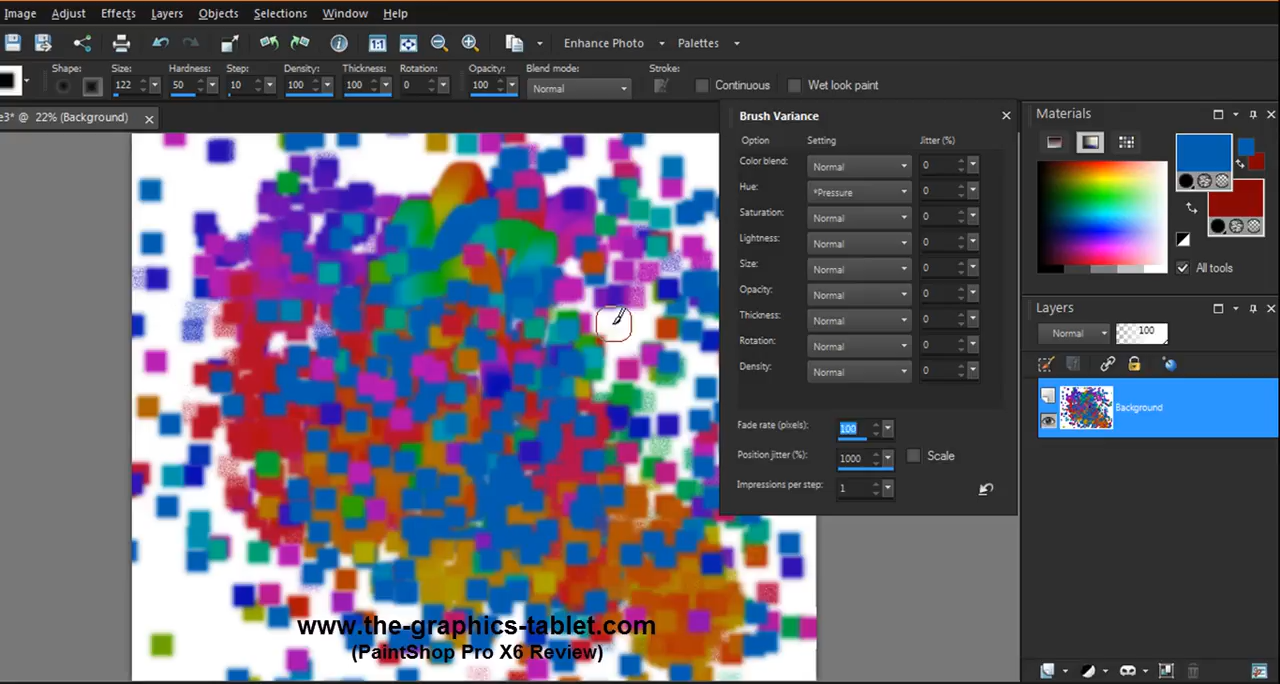 Image Adjust Effects Layers Objects Selections Window Help
1:1 Enhance Photo Palettes
Shape: Size: Hardness: Step: Density: Thickness: Rotation: Opacity: Blend mode: Stroke:
122 50 10 100 100 0 100 Normal Continuous Wet look paint
e3* @ 22% (Background)
Brush Variance
Option Setting Jitter (%)
Color blend: Normal 0
Hue: *Pressure 0
Saturation: Normal 0
Lightness: Normal 0
Size: Normal 0
Opacity: Normal 0
Thickness: Normal 0
Rotation: Normal 0
Density: Normal 0
Fade rate (pixels): 100
Position jitter (%): 1000 Scale
Impressions per step: 1
Materials
All tools
Layers
Normal 100
Background
www.the-graphics-tablet.com
(PaintShop Pro X6 Review)